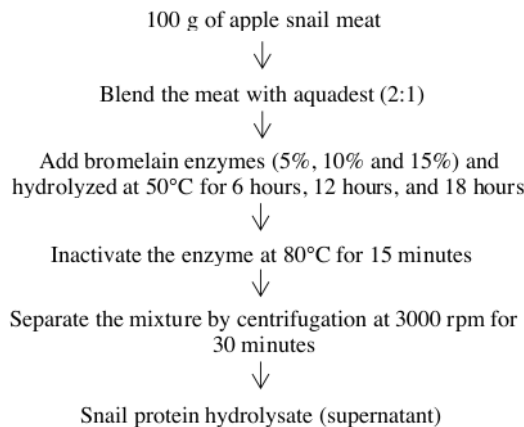 100 g of apple snail meat
Blend the meat with aquadest (2:1)
Add bromelain enzymes (5%, 10% and 15%) and
hydrolyzed at 50°C for 6 hours, 12 hours, and 18 hours
Inactivate the enzyme at 80°C for 15 minutes
Separate the mixture by centrifugation at 3000 rpm for
30 minutes
Snail protein hydrolysate (supernatant)